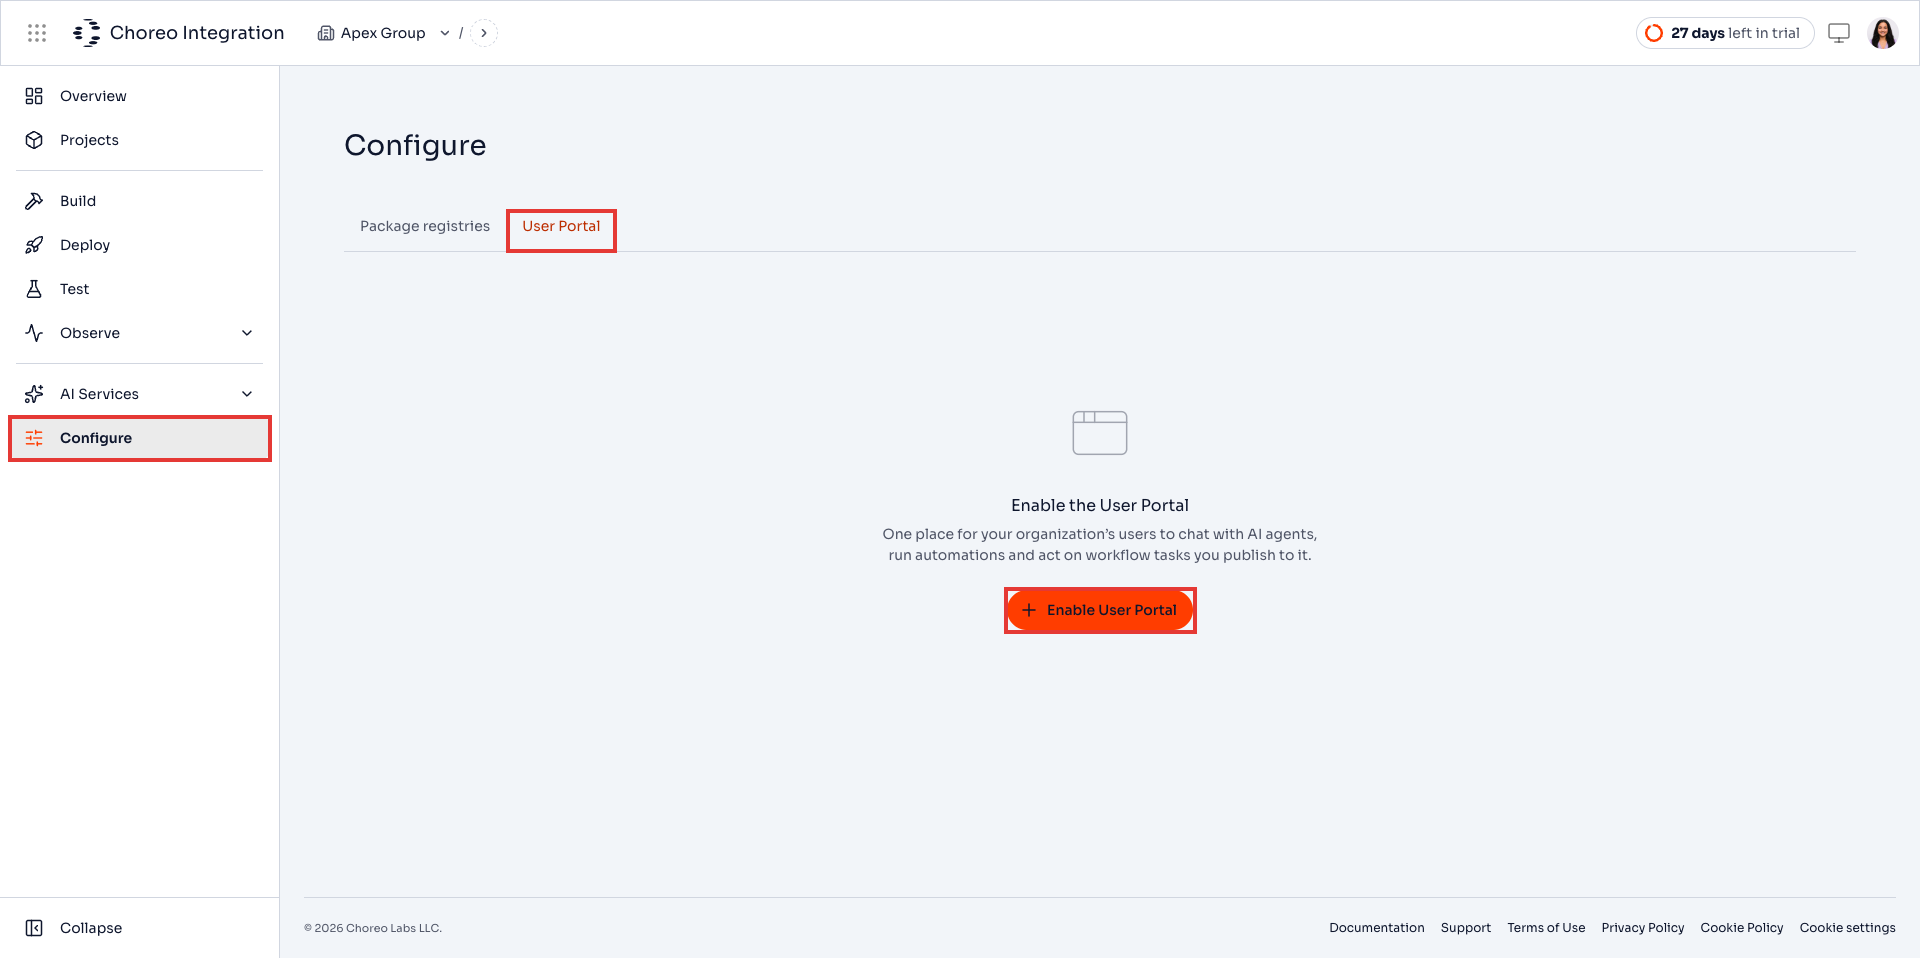 Choreo Integration
Apex Group
/
27 days left in trial
Overview
Projects
Build
Deploy
Test
Observe
AI Services
Configure
Collapse
Configure
Package registries
User Portal
Enable the User Portal
One place for your organization’s users to chat with AI agents,
run automations and act on workflow tasks you publish to it.
Enable User Portal
© 2026 Choreo Labs LLC.
Documentation
Support
Terms of Use
Privacy Policy
Cookie Policy
Cookie settings